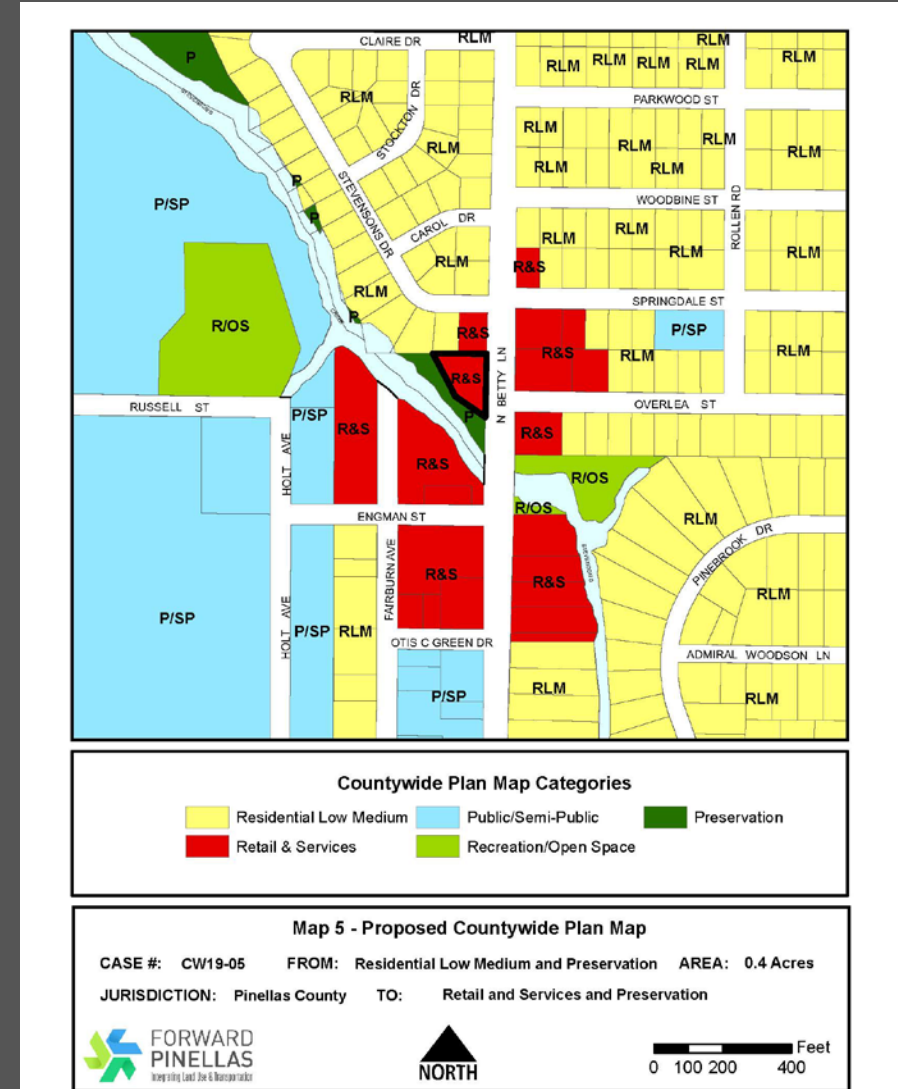 CLAIRE DR
RLM
RLM
P
RLM
RLM
RLM
RLM
RLM
RLM
STOCKTON DR
PARKWOOD ST
RLM
RLM
RLM
RLM
RLM
P
STEVENSONS DR
RLM
RLM
P/SP
WOODBINE ST
ROLLEN RD
P
CAROL DR
RLM
RLM
RLM
RLM
RLM
R&S
RLM
SPRINGDALE ST
P
R/OS
R&S
P/SP
R&S
RLM
RLM
R&S
N BETTY LN
RUSSELL ST
P/SP
P
OVERLEA ST
R&S
R&S
HOLT AVE
R&S
R/OS
R/OS
ENGMAN ST
RLM
PINEBROOK DR
FAIRBURN AVE
R&S
R&S
RLM
P/SP
HOLT AVE
P/SP
RLM
OTIS C GREEN DR
ADMIRAL WOODSON LN
P/SP
RLM
RLM
Countywide Plan Map Categories
Residential Low Medium
Public/Semi-Public
Preservation
Retail & Services
Recreation/Open Space
Map 5 - Proposed Countywide Plan Map
CASE #: CW19-05 FROM: Residential Low Medium and Preservation AREA: 0.4 Acres
JURISDICTION: Pinellas County TO: Retail and Services and Preservation
FORWARD
PINELLAS
Integrating Land Use & Transportation
NORTH
Feet
0 100 200 400